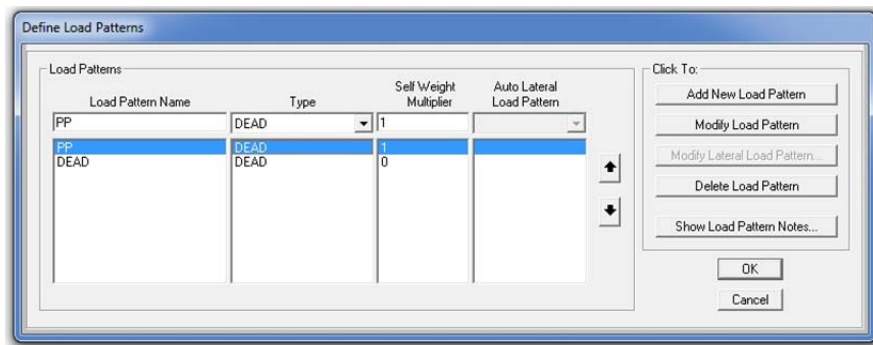 Define Load Patterns
Load Patterns
Click To:
Self Weight Auto Lateral
Load Pattern Name Type Multiplier Load Pattern
PP DEAD 1
PP DEAD 1
DEAD DEAD 0
Add New Load Pattern
Modify Load Pattern
Modify Lateral Load Pattern...
Delete Load Pattern
Show Load Pattern Notes...
OK
Cancel